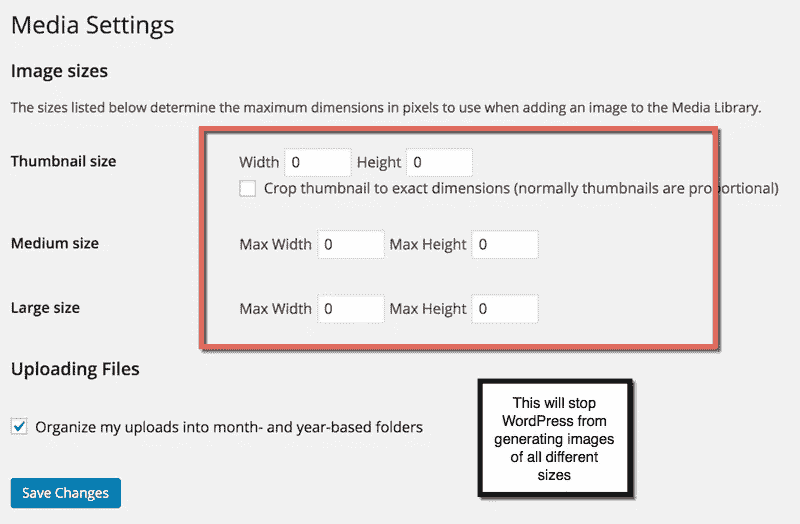 Media Settings
Image sizes
The sizes listed below determine the maximum dimensions in pixels to use when adding an image to the Media Library.
Thumbnail size Width 0 Height 0
Crop thumbnail to exact dimensions (normally thumbnails are proportional)
Medium size Max Width 0 Max Height 0
Large size Max Width 0 Max Height 0
Uploading Files
Organize my uploads into month- and year-based folders
Save Changes
This will stop
WordPress from
generating images
of all different
sizes